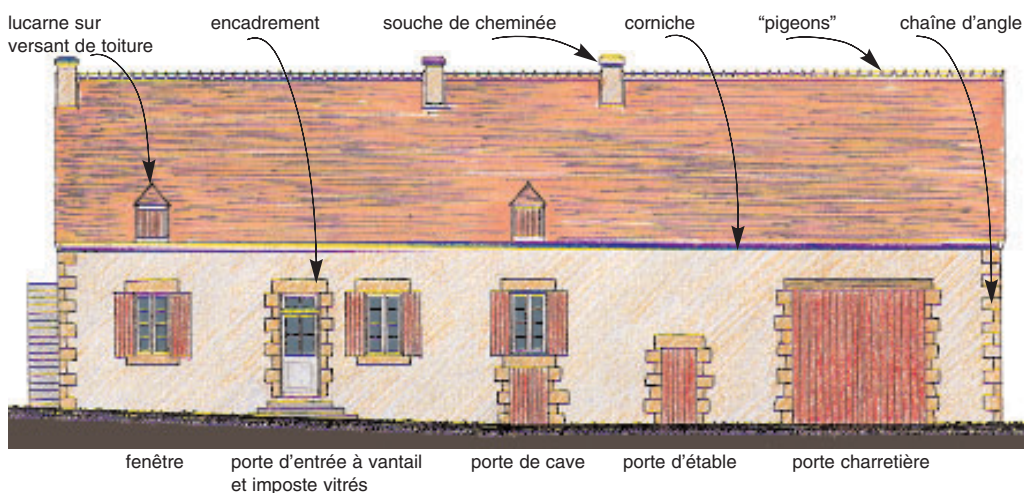 lucarne sur
versant de toiture
encadrement
souche de cheminée
corniche
“pigeons”
chaîne d’angle
fenêtre
porte d’entrée à vantail
et imposte vitrés
porte de cave
porte d’étable
porte charretière